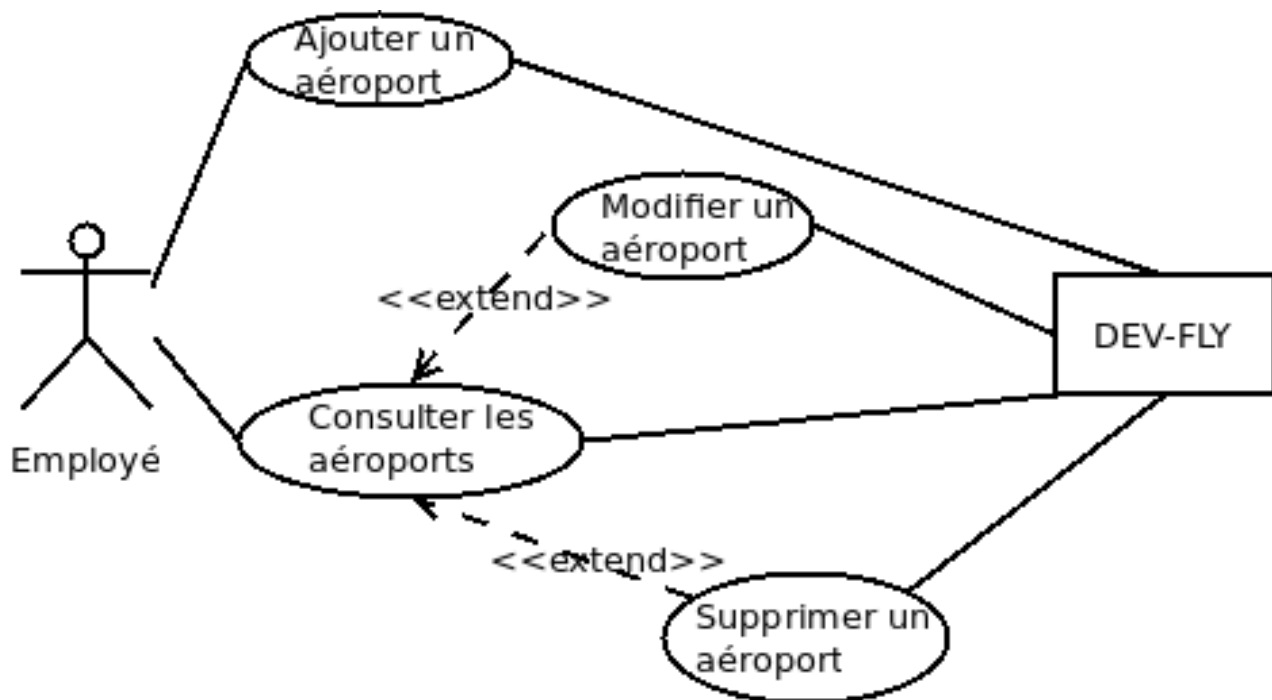 Ajouter un
aéroport
Modifier un
aéroport
<<extend>>
DEV-FLY
Consulter les
aéroports
Employé
<<extend>>
Supprimer un
aéroport